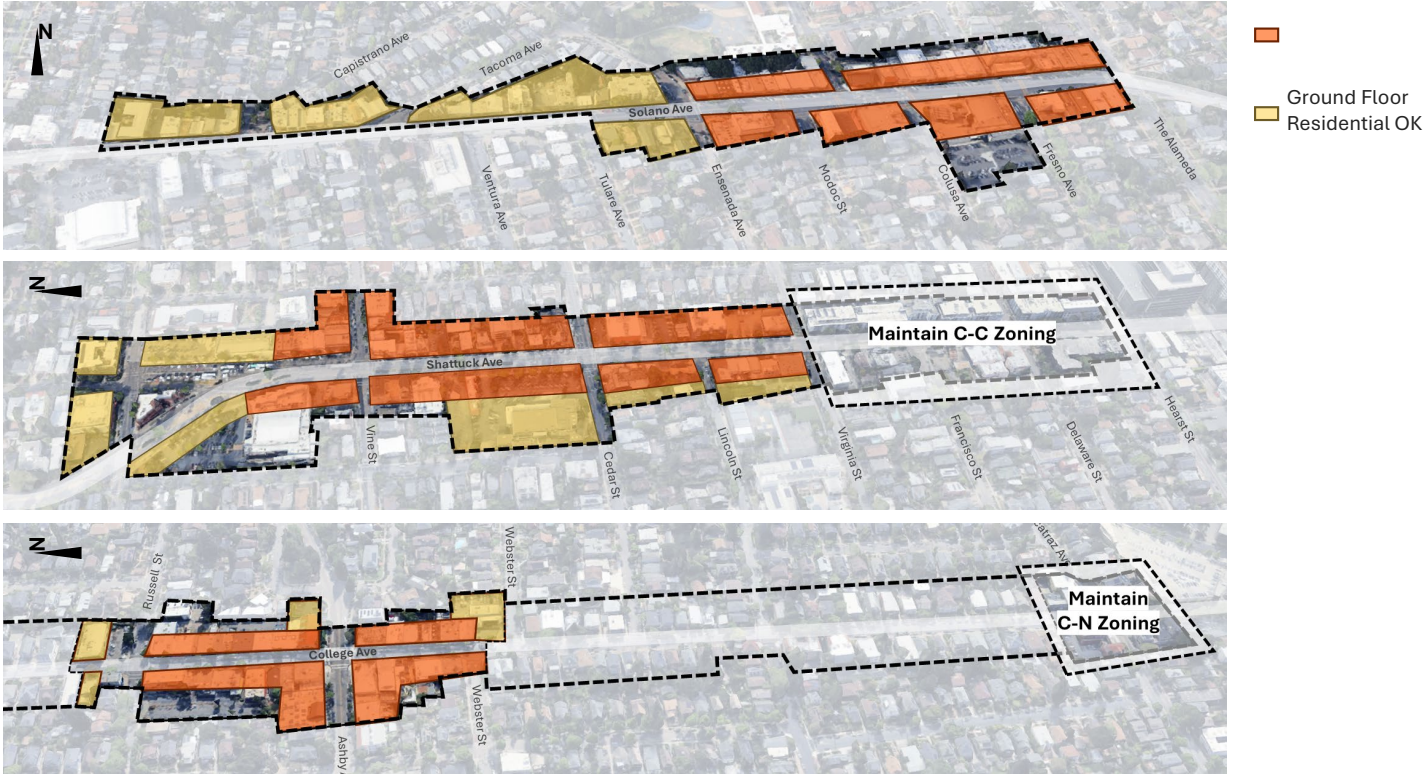 N
Capistrano Ave
Tacoma Ave
Solano Ave
Ventura Ave
Tulare Ave
Ensenada Ave
Modoc St
Colusa Ave
Fresno Ave
The Alameda
Ground Floor
Residential OK
N
Shattuck Ave
Maintain C-C Zoning
Vine St
Cedar St
Lincoln St
Virginia St
Francisco St
Delaware St
Hearst St
N
Russell St
Webster St
College Ave
Ashby
Webster St
Maintain
C-N Zoning